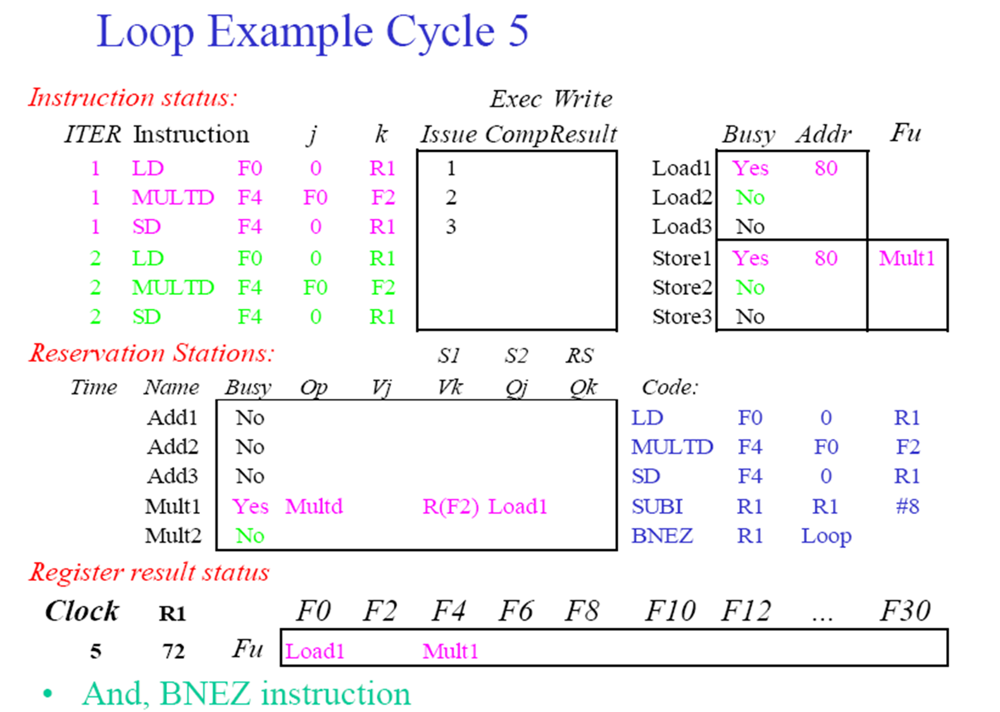 Loop Example Cycle 5
Instruction status: Exec Write
ITER Instruction j k Issue Comp Result Busy Addr Fu
1 LD F0 0 R1 1 Load1 Yes 80
1 MULTD F4 F0 F2 2 Load2 No
1 SD F4 0 R1 3 Load3 No
2 LD F0 0 R1 Store1 Yes 80 Mult1
2 MULTD F4 F0 F2 Store2 No
2 SD F4 0 R1 Store3 No
Reservation Stations: S1 S2 RS
Time Name Busy Op Vj Vk Qj Qk Code:
Add1 No LD F0 0 R1
Add2 No MULTD F4 F0 F2
Add3 No SD F4 0 R1
Mult1 Yes Multd R(F2) Load1 SUBI R1 R1 #8
Mult2 No BNEZ R1 Loop
Register result status
Clock R1 F0 F2 F4 F6 F8 F10 F12 ... F30
5 72 Fu Load1 Mult1
• And, BNEZ instruction